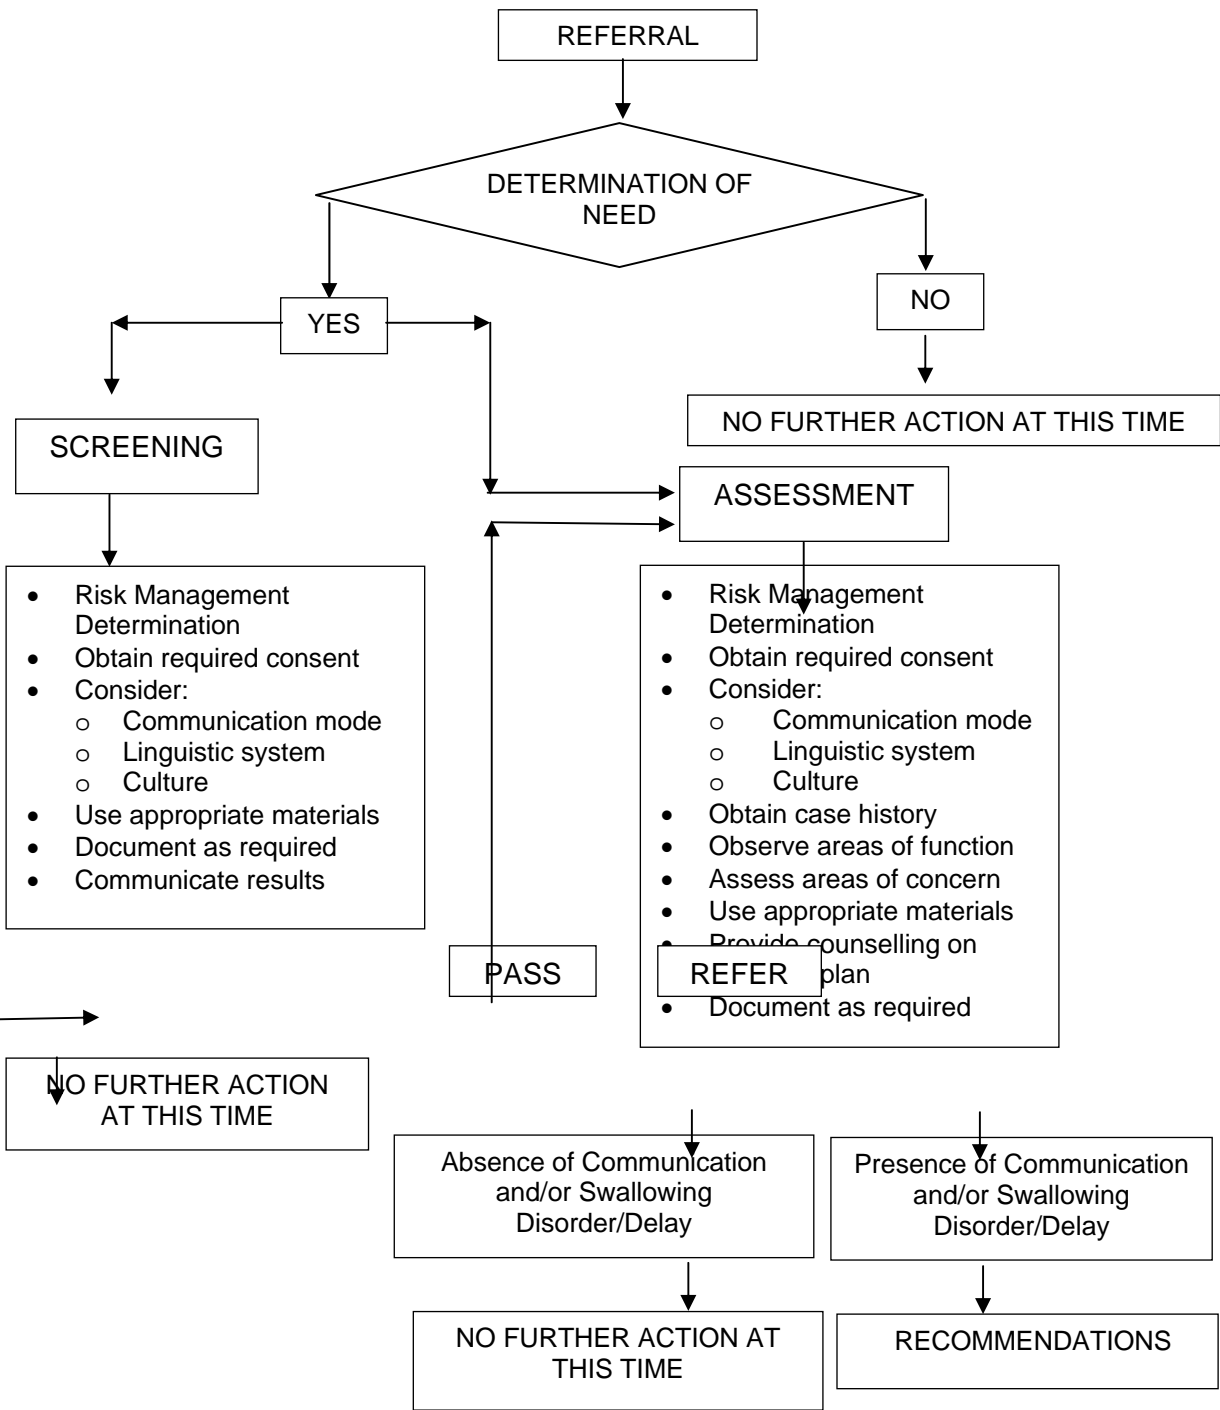 REFERRAL
DETERMINATION OF
NEED
YES
NO
NO FURTHER ACTION AT THIS TIME
SCREENING
• Risk Management
Determination
• Obtain required consent
• Consider:
o Communication mode
o Linguistic system
o Culture
• Use appropriate materials
• Document as required
• Communicate results
ASSESSMENT
• Risk Management
Determination
• Obtain required consent
• Consider:
o Communication mode
o Linguistic system
o Culture
• Obtain case history
• Observe areas of function
• Assess areas of concern
• Use appropriate materials
• Provide counselling on
plan
• Document as required
PASS
REFER
NO FURTHER ACTION
AT THIS TIME
Absence of Communication
and/or Swallowing
Disorder/Delay
Presence of Communication
and/or Swallowing
Disorder/Delay
NO FURTHER ACTION AT
THIS TIME
RECOMMENDATIONS